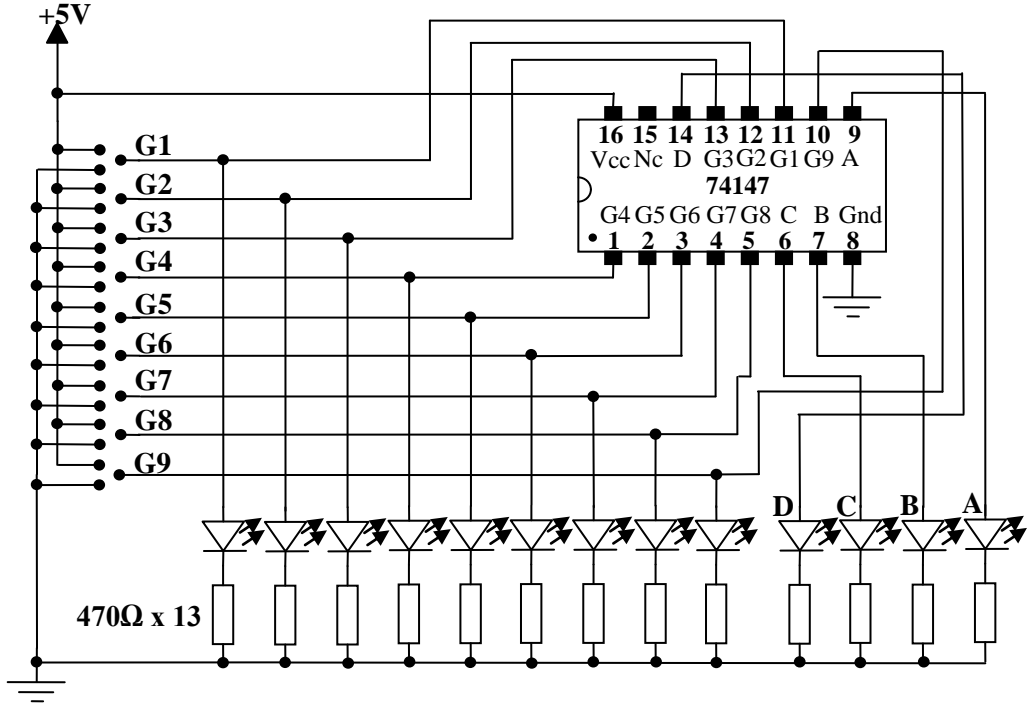 +5V
G1
G2
G3
G4
G5
G6
G7
G8
G9
16 15 14 13 12 11 10 9
Vcc Nc D G3 G2 G1 G9 A
74147
G4 G5 G6 G7 G8 C B Gnd
1 2 3 4 5 6 7 8
D C B A
470Ω x 13